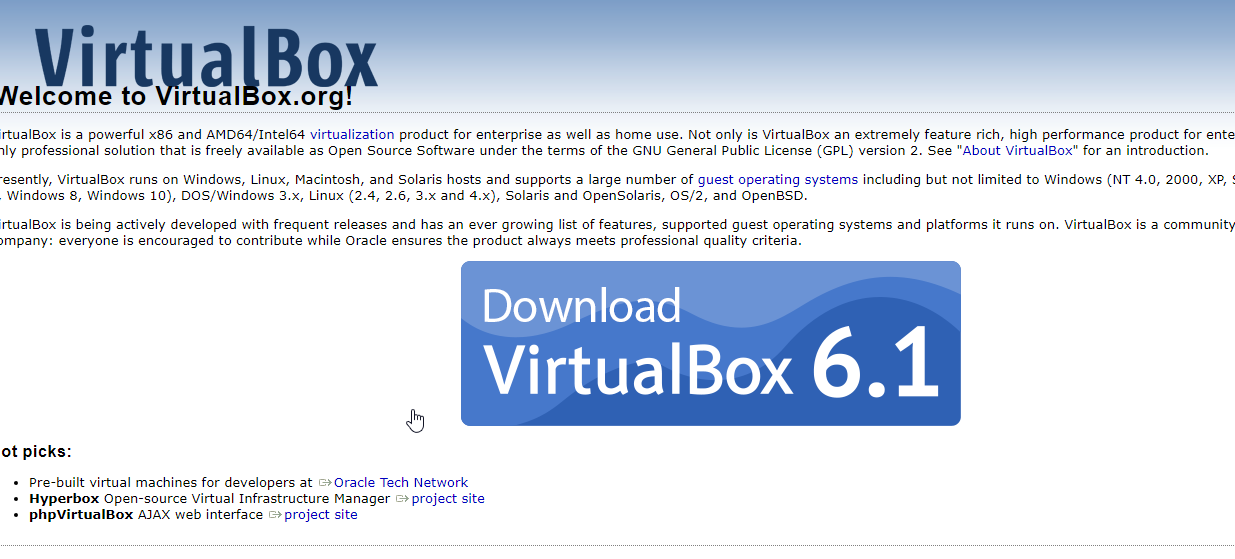 VirtualBox
Welcome to VirtualBox.org!
irtualBox is a powerful x86 and AMD64/Intel64 virtualization product for enterprise as well as home use. Not only is VirtualBox an extremely feature rich, high performance product for ente
nly professional solution that is freely available as Open Source Software under the terms of the GNU General Public License (GPL) version 2. See "About VirtualBox" for an introduction.
resently, VirtualBox runs on Windows, Linux, Macintosh, and Solaris hosts and supports a large number of guest operating systems including but not limited to Windows (NT 4.0, 2000, XP, S
, Windows 8, Windows 10), DOS/Windows 3.x, Linux (2.4, 2.6, 3.x and 4.x), Solaris and OpenSolaris, OS/2, and OpenBSD.
irtualBox is being actively developed with frequent releases and has an ever growing list of features, supported guest operating systems and platforms it runs on. VirtualBox is a community
ompany: everyone is encouraged to contribute while Oracle ensures the product always meets professional quality criteria.
Download
VirtualBox 6.1
ot picks:
• Pre-built virtual machines for developers at Oracle Tech Network
• Hyperbox Open-source Virtual Infrastructure Manager project site
• phpVirtualBox AJAX web interface project site